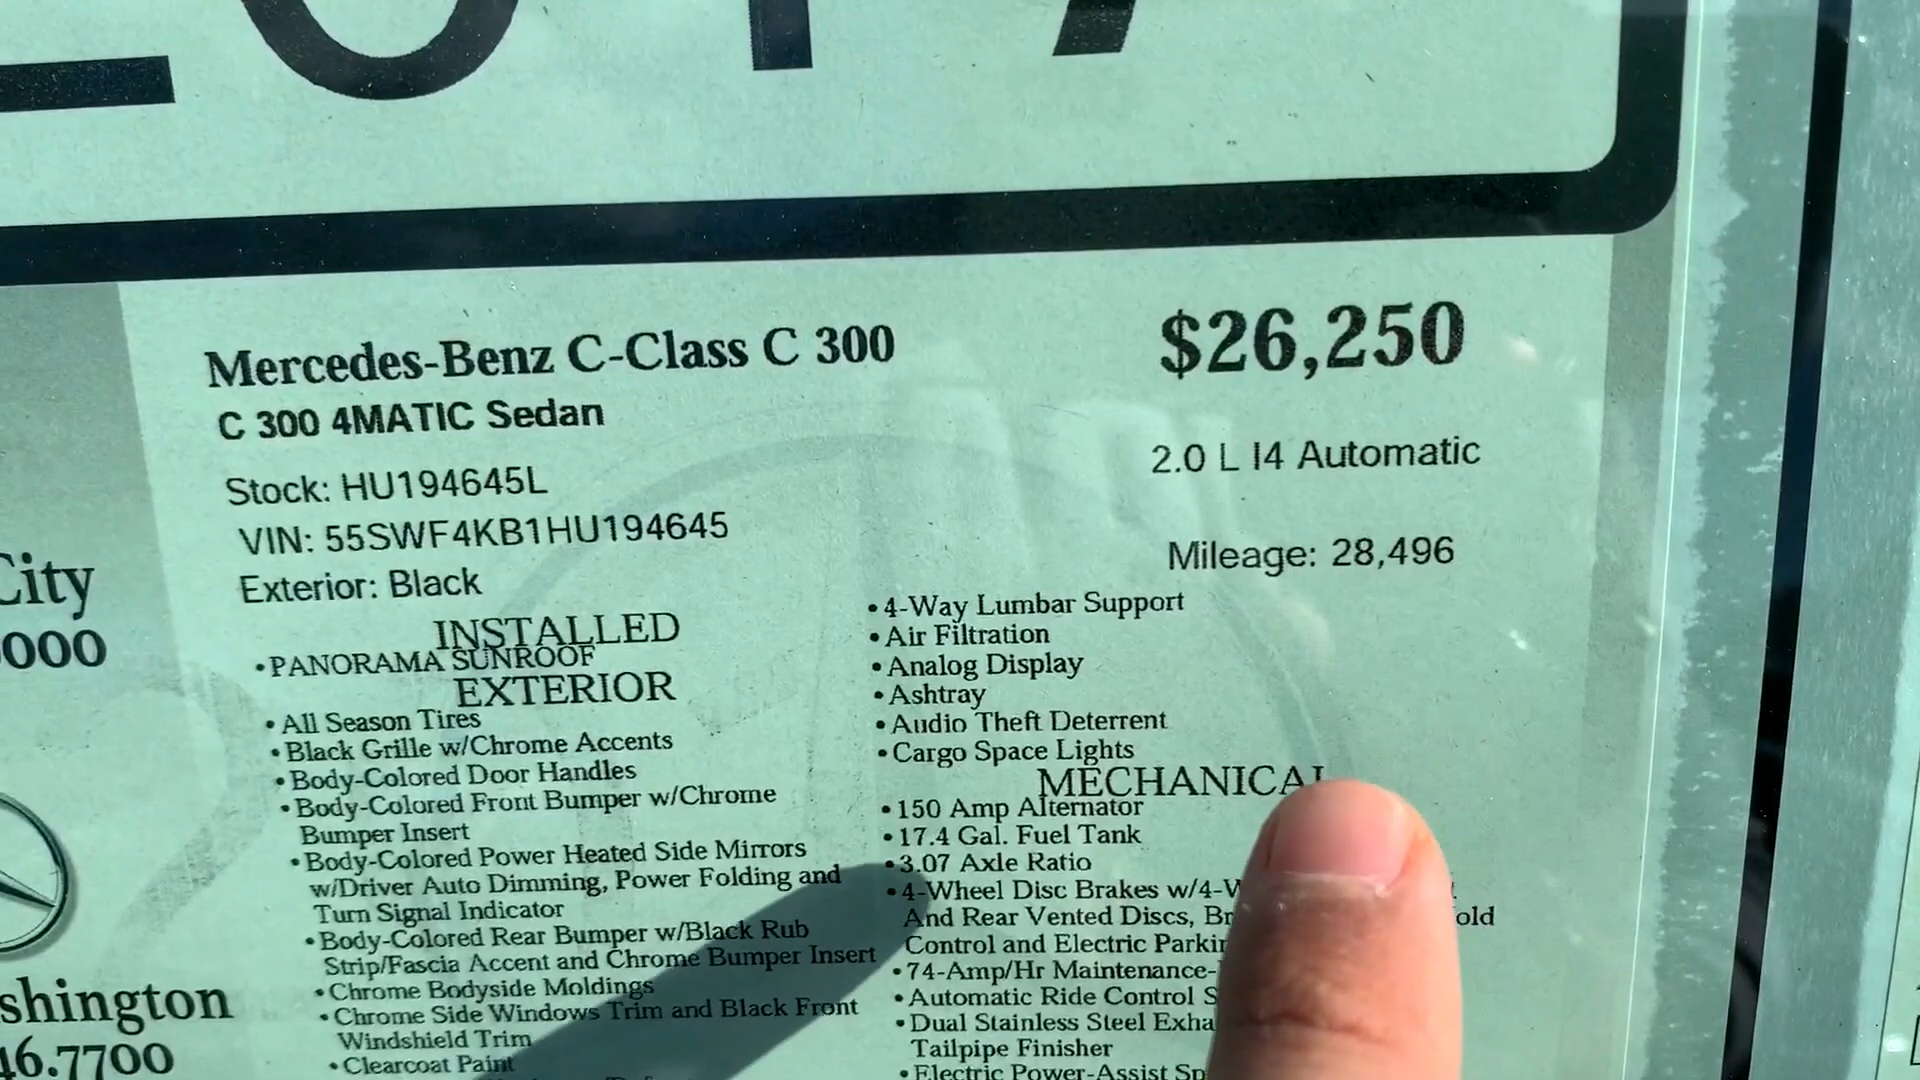 2017
Mercedes-Benz C-Class C 300
$26,250
C 300 4MATIC Sedan
2.0 L I4 Automatic
Stock: HU194645L
VIN: 55SWF4KB1HU194645
Mileage: 28,496
Exterior: Black
City
000
INSTALLED
•PANORAMA SUNROOF
EXTERIOR
•All Season Tires
•Black Grille w/Chrome Accents
•Body-Colored Door Handles
•Body-Colored Front Bumper w/Chrome
Bumper Insert
•Body-Colored Power Heated Side Mirrors
w/Driver Auto Dimming, Power Folding and
Turn Signal Indicator
•Body-Colored Rear Bumper w/Black Rub
Strip/Fascia Accent and Chrome Bumper Insert
•Chrome Bodyside Moldings
•Chrome Side Windows Trim and Black Front
Windshield Trim
•Clearcoat Paint
•4-Way Lumbar Support
•Air Filtration
•Analog Display
•Ashtray
•Audio Theft Deterrent
•Cargo Space Lights
MECHANICAL
•150 Amp Alternator
•17.4 Gal. Fuel Tank
•3.07 Axle Ratio
•4-Wheel Disc Brakes w/4-W
And Rear Vented Discs, Br old
Control and Electric Parkin
•74-Amp/Hr Maintenance-
•Automatic Ride Control S
•Dual Stainless Steel Exha
Tailpipe Finisher
•Electric Power-Assist Sp
shington
46.7700